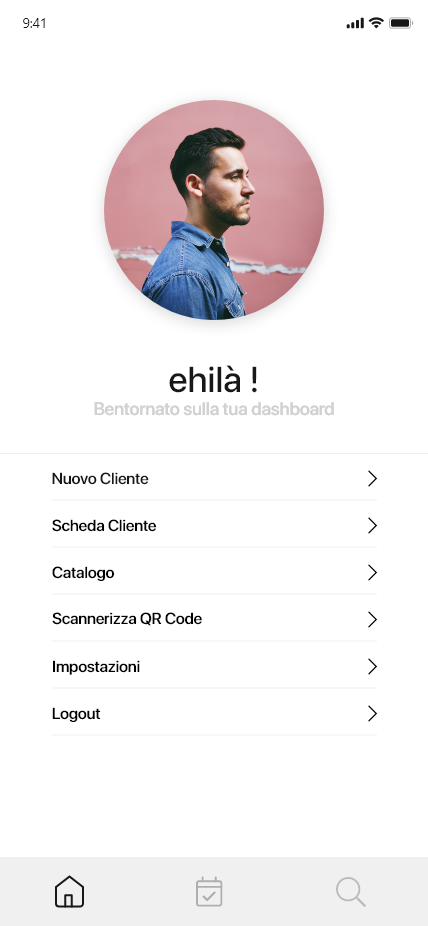 9:41
ehilà !
Bentornato sulla tua dashboard
Nuovo Cliente
Scheda Cliente
Catalogo
Scannerizza QR Code
Impostazioni
Logout